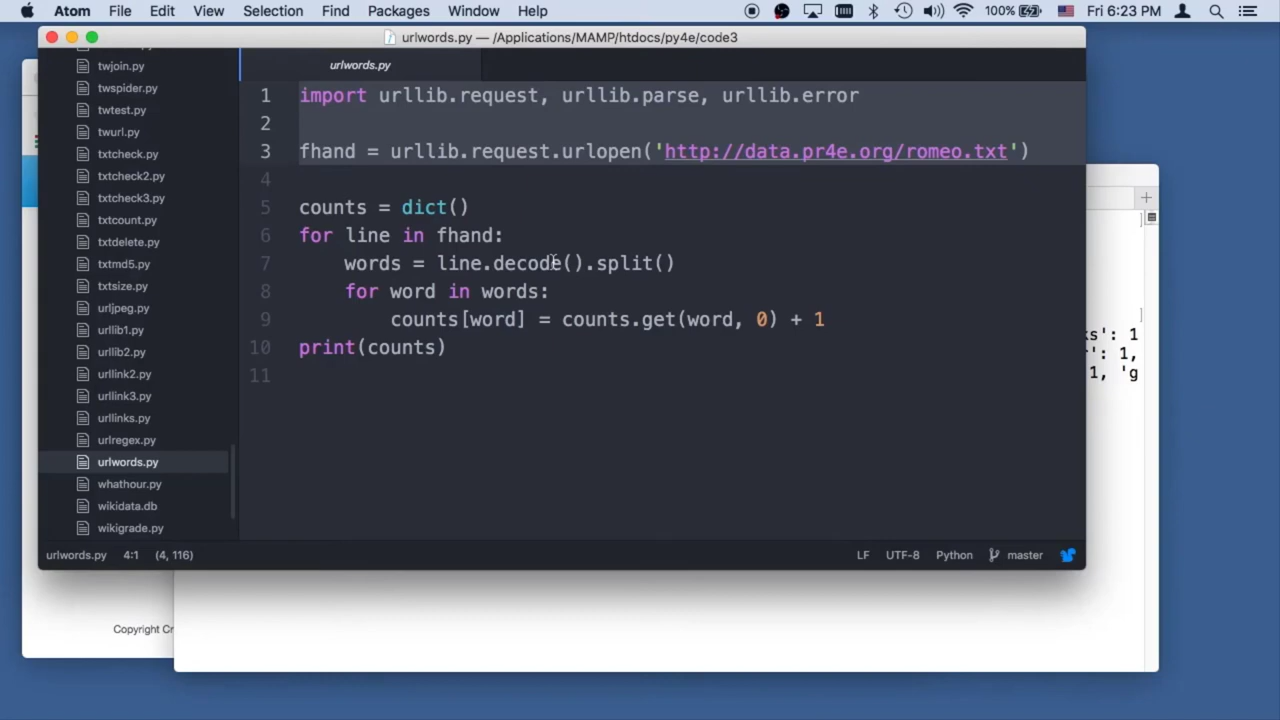 Atom File Edit View Selection Find Packages Window Help 100% Fri 6:23 PM
urlwords.py — /Applications/MAMP/htdocs/py4e/code3
twjoin.py
twspider.py
twtest.py
twurl.py
txtcheck.py
txtcheck2.py
txtcheck3.py
txtcount.py
txtdelete.py
txtmd5.py
txtsize.py
urljpeg.py
urllib1.py
urllib2.py
urllink2.py
urllink3.py
urllinks.py
urlregex.py
urlwords.py
whathour.py
wikidata.db
wikigrade.py
urlwords.py
1 import urllib.request, urllib.parse, urllib.error
2
3 fhand = urllib.request.urlopen('http://data.pr4e.org/romeo.txt')
4
5 counts = dict()
6 for line in fhand:
7 words = line.decode().split()
8 for word in words:
9 counts[word] = counts.get(word, 0) + 1
10 print(counts)
11
urlwords.py 4:1 (4, 116) LF UTF-8 Python master
]
]
ks': 1
': 1,
1, 'g
Copyright Cr